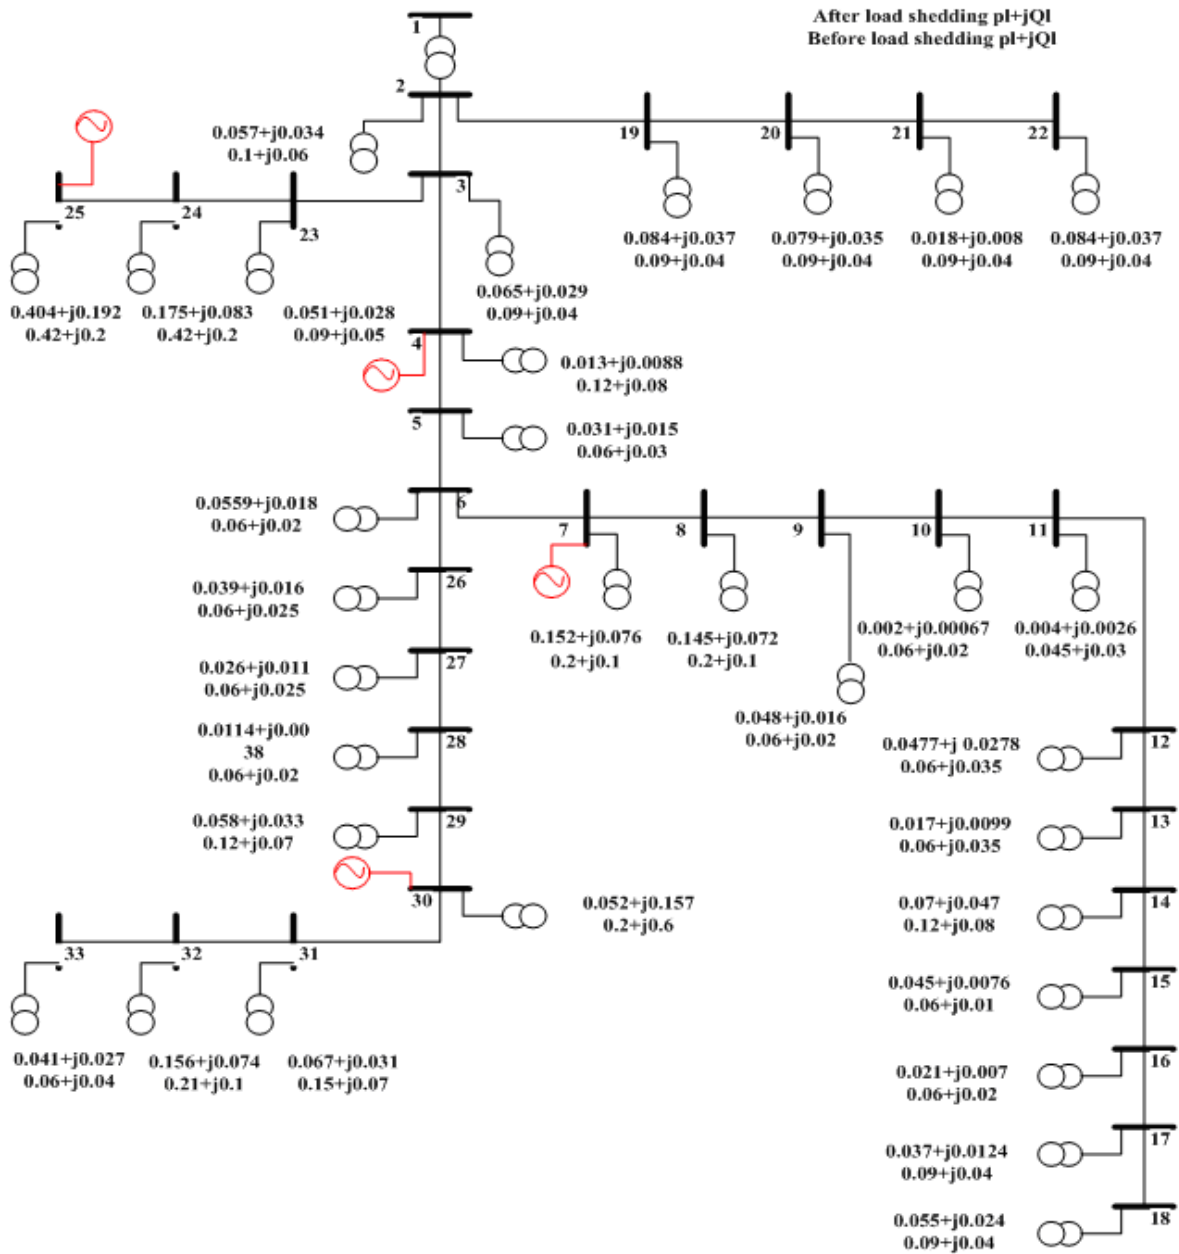 After load shedding pl+jQl
Before load shedding pl+jQl
1
2
0.057+j0.034
0.1+j0.06
19
20
21
22
3
25
24
23
0.084+j0.037
0.09+j0.04
0.079+j0.035
0.09+j0.04
0.018+j0.008
0.09+j0.04
0.084+j0.037
0.09+j0.04
0.065+j0.029
0.09+j0.04
0.404+j0.192
0.42+j0.2
0.175+j0.083
0.42+j0.2
0.051+j0.028
0.09+j0.05
4
0.013+j0.0088
0.12+j0.08
5
0.031+j0.015
0.06+j0.03
6
0.0559+j0.018
0.06+j0.02
7
8
9
10
11
26
0.039+j0.016
0.06+j0.025
0.152+j0.076
0.2+j0.1
0.145+j0.072
0.2+j0.1
0.002+j0.00067
0.06+j0.02
0.004+j0.0026
0.045+j0.03
27
0.026+j0.011
0.06+j0.025
0.048+j0.016
0.06+j0.02
28
0.0114+j0.00
38
0.06+j0.02
12
0.0477+j 0.0278
0.06+j0.035
29
0.058+j0.033
0.12+j0.07
13
0.017+j0.0099
0.06+j0.035
30
0.052+j0.157
0.2+j0.6
14
0.07+j0.047
0.12+j0.08
33
32
31
15
0.045+j0.0076
0.06+j0.01
0.041+j0.027
0.06+j0.04
0.156+j0.074
0.21+j0.1
0.067+j0.031
0.15+j0.07
16
0.021+j0.007
0.06+j0.02
17
0.037+j0.0124
0.09+j0.04
18
0.055+j0.024
0.09+j0.04